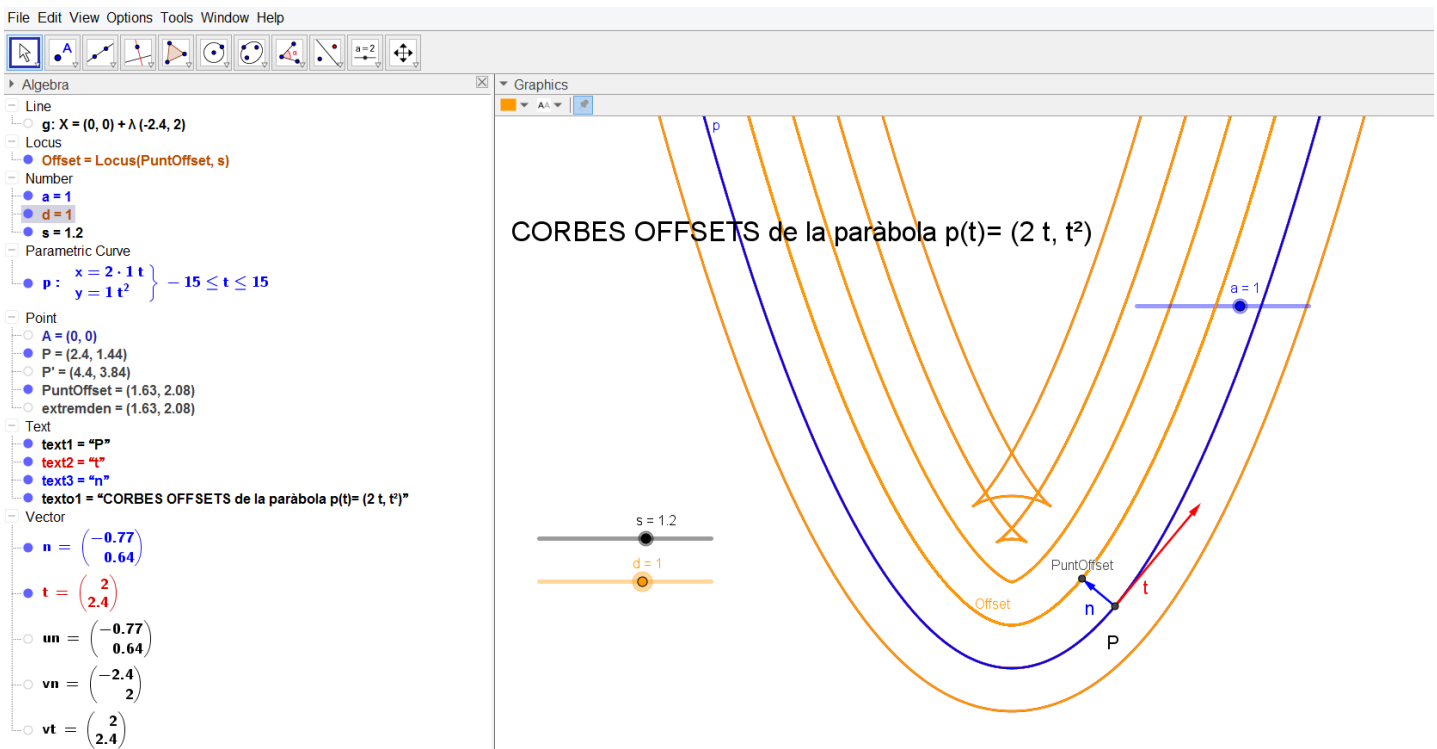 File Edit View Options Tools Window Help
A
α
a=2
Algebra
Graphics
AA
Line
g: X = (0, 0) + λ (-2.4, 2)
Locus
Offset = Locus(PuntOffset, s)
Number
a = 1
d = 1
s = 1.2
Parametric Curve
p : x = 2 · 1 t
y = 1 t² } − 15 ≤ t ≤ 15
Point
A = (0, 0)
P = (2.4, 1.44)
P' = (4.4, 3.84)
PuntOffset = (1.63, 2.08)
extremden = (1.63, 2.08)
Text
text1 = “P”
text2 = “t”
text3 = “n”
texto1 = “CORBES OFFSETS de la paràbola p(t)= (2 t, t²)”
Vector
n = (−0.77
0.64)
t = (2
2.4)
un = (−0.77
0.64)
vn = (−2.4
2)
vt = (2
2.4)
p
CORBES OFFSETS de la paràbola p(t)= (2 t, t²)
a = 1
s = 1.2
d = 1
PuntOffset
Offset
n
t
P